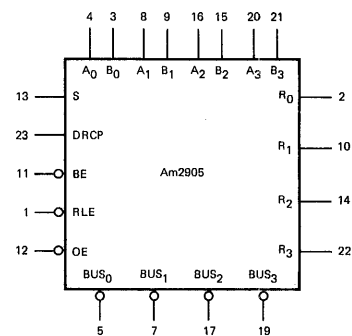 4 3 8 9 16 15 20 21
A0 B0 A1 B1 A2 B2 A3 B3
13 S R0 2
23 DRCP
R1 10
11 BE Am2905
R2 14
1 RLE
12 OE R3 22
BUS0 BUS1 BUS2 BUS3
5 7 17 19